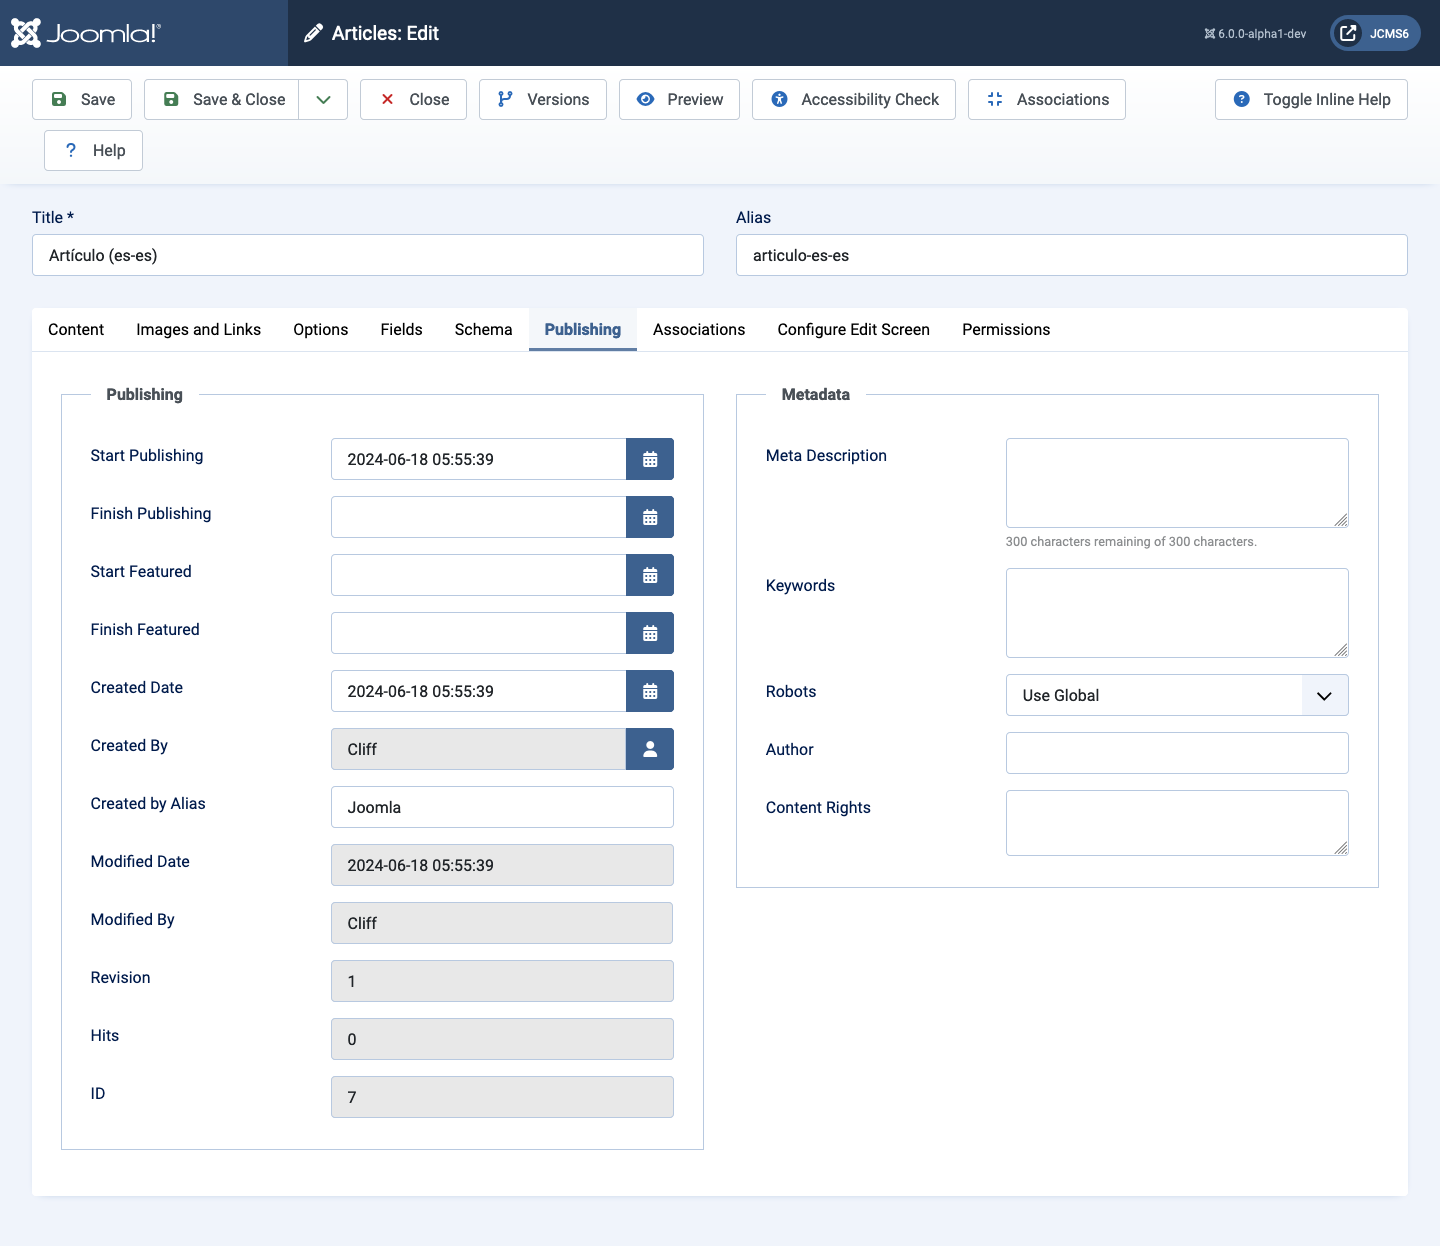 Joomla!®
Articles: Edit
6.0.0-alpha1-dev
JCMS6
Save
Save & Close
Close
Versions
Preview
Accessibility Check
Associations
Toggle Inline Help
? Help
Title *
Alias
Artículo (es-es)
articulo-es-es
Content
Images and Links
Options
Fields
Schema
Publishing
Associations
Configure Edit Screen
Permissions
Publishing
Start Publishing
2024-06-18 05:55:39
Finish Publishing
Start Featured
Finish Featured
Created Date
2024-06-18 05:55:39
Created By
Cliff
Created by Alias
Joomla
Modified Date
2024-06-18 05:55:39
Modified By
Cliff
Revision
1
Hits
0
ID
7
Metadata
Meta Description
300 characters remaining of 300 characters.
Keywords
Robots
Use Global
Author
Content Rights